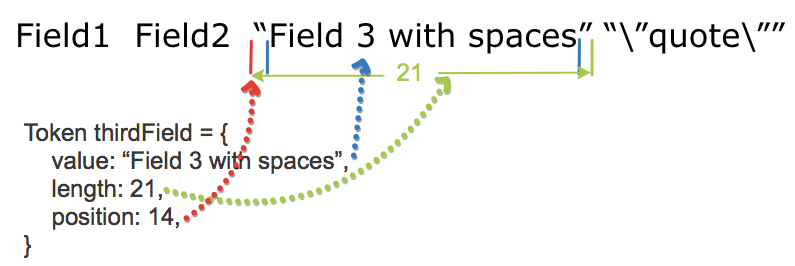 Field1 Field2 “Field 3 with spaces” “\”quote\””
21
Token thirdField = {
value: “Field 3 with spaces”,
length: 21,
position: 14,
}